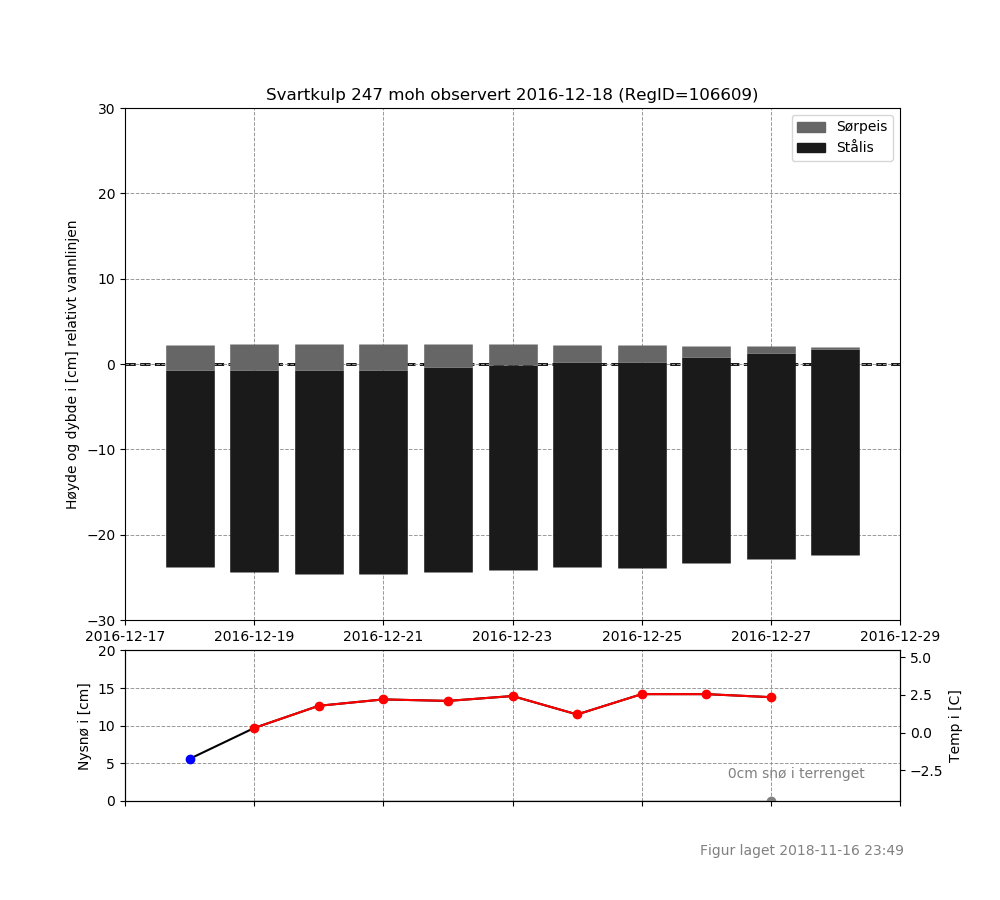 Svartkulp 247 moh observert 2016-12-18 (RegID=106609)
Sørpeis
Stålis
Høyde og dybde i [cm] relativt vannlinjen
30
20
10
0
−10
−20
−30
2016-12-17 2016-12-19 2016-12-21 2016-12-23 2016-12-25 2016-12-27 2016-12-29
Nysnø i [cm]
20
15
10
5
0
5.0
2.5
0.0
−2.5
Temp i [C]
0cm snø i terrenget
Figur laget 2018-11-16 23:49